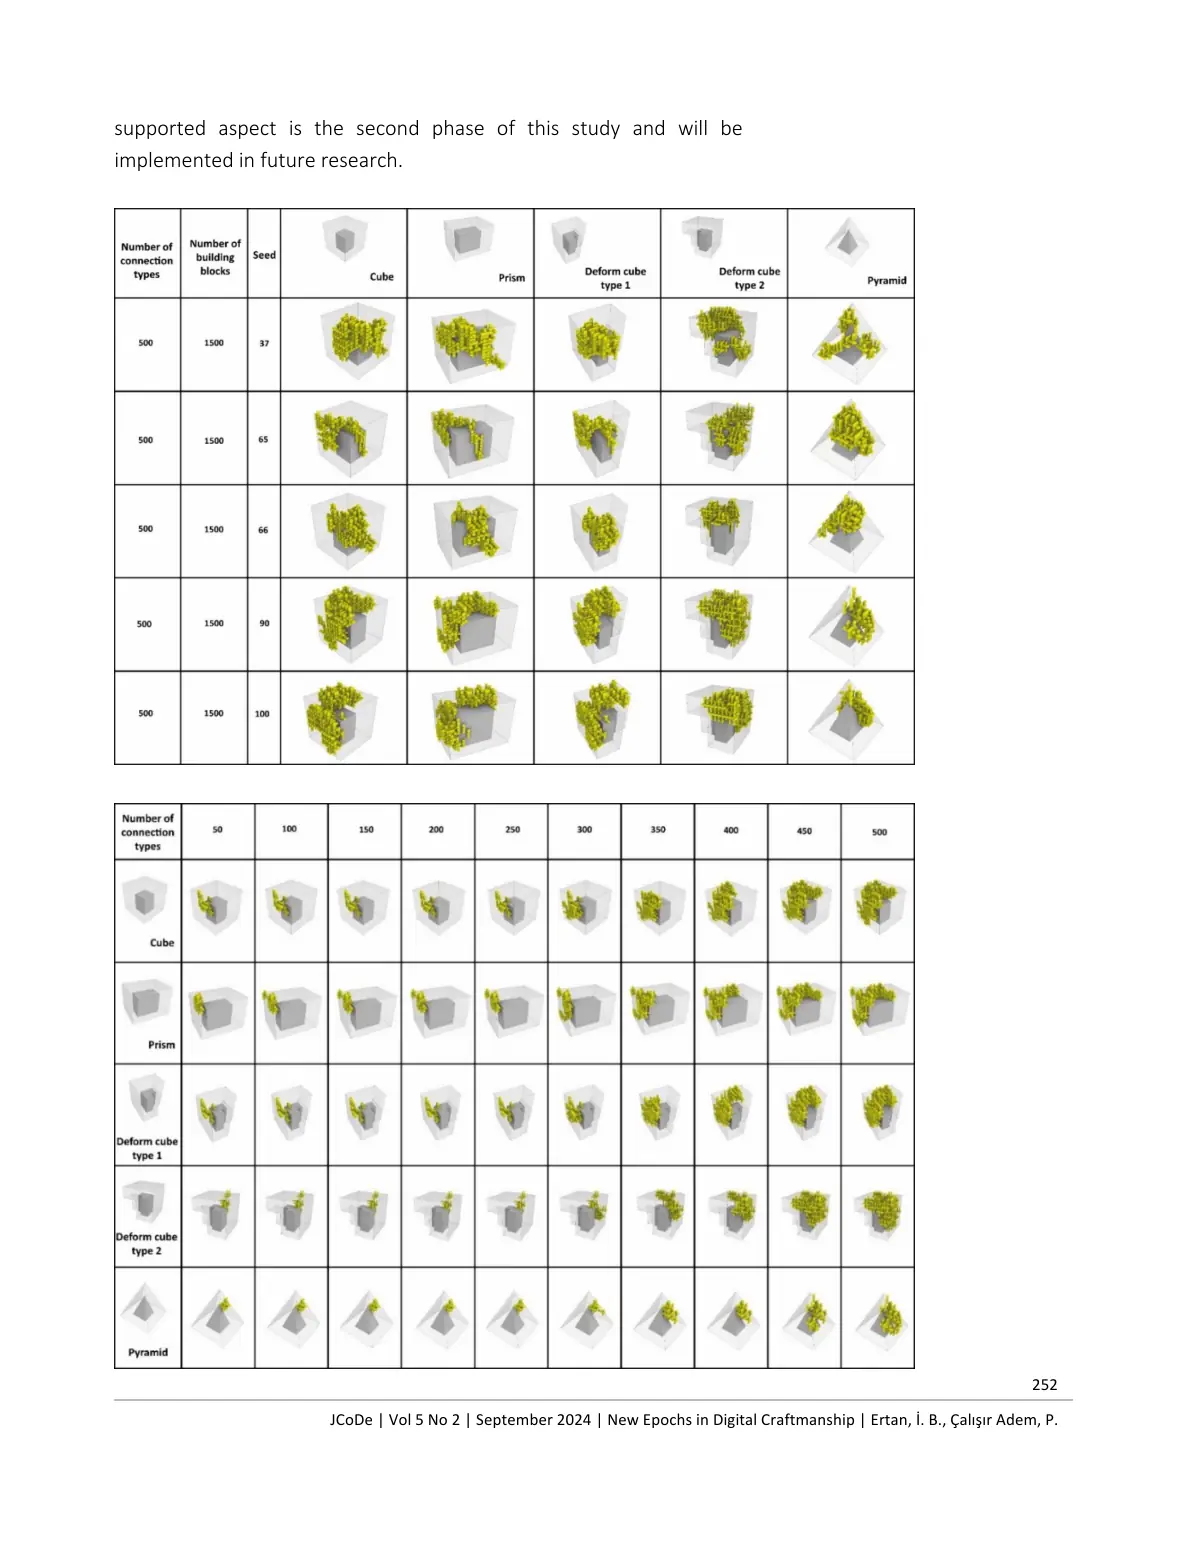 supported aspect is the second phase of this study and will be
implemented in future research.
Number of
connection
types
Number of
building
blocks
Seed
Cube
Prism
Deform cube
type 1
Deform cube
type 2
Pyramid
500 1500 37
500 1500 65
500 1500 66
500 1500 90
500 1500 100
Number of
connection
types
50 100 150 200 250 300 350 400 450 500
Cube
Prism
Deform cube
type 1
Deform cube
type 2
Pyramid
252
JCoDe | Vol 5 No 2 | September 2024 | New Epochs in Digital Craftmanship | Ertan, İ. B., Çalışır Adem, P.